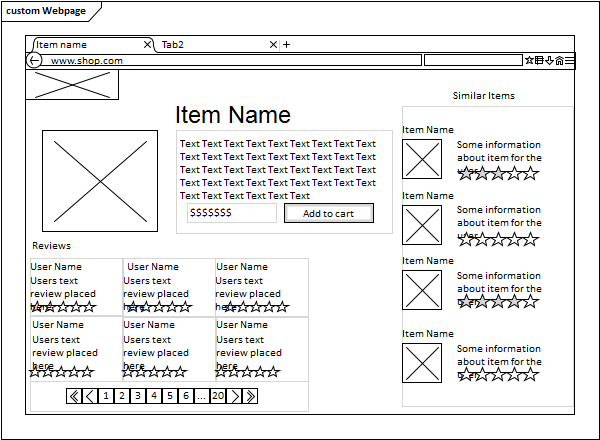 custom Webpage
Item name
Tab2
www.shop.com
Item Name
Text Text Text Text Text Text Text Text Text
Text Text Text Text Text Text Text Text Text
Text Text Text Text Text Text Text Text Text
Text Text Text Text Text Text Text Text Text
Text Text Text Text Text Text
$$$$$$$
Add to cart
Similar Items
Item Name
Some information
about item for the
user
Item Name
Some information
about item for the
user
Item Name
Some information
about item for the
user
Item Name
Some information
about item for the
user
Reviews
User Name
Users text
review placed
here
User Name
Users text
review placed
here
User Name
Users text
review placed
here
User Name
Users text
review placed
here
User Name
Users text
review placed
here
User Name
Users text
review placed
here
1 2 3 4 5 6 ... 20